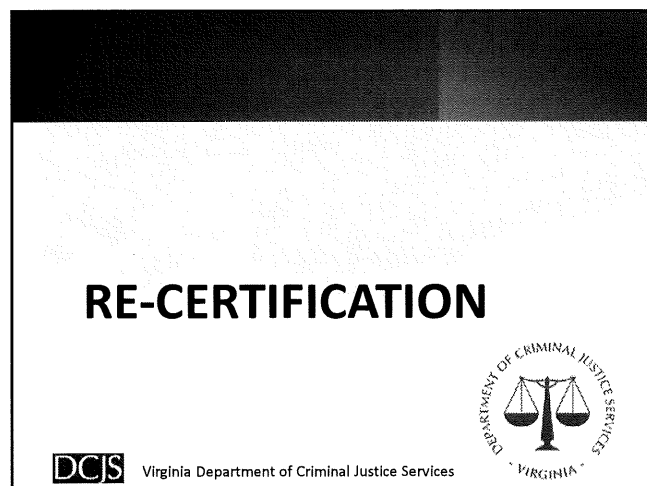 RE-CERTIFICATION
DEPARTMENT OF CRIMINAL JUSTICE SERVICES
- VIRGINIA -
DCJS Virginia Department of Criminal Justice Services